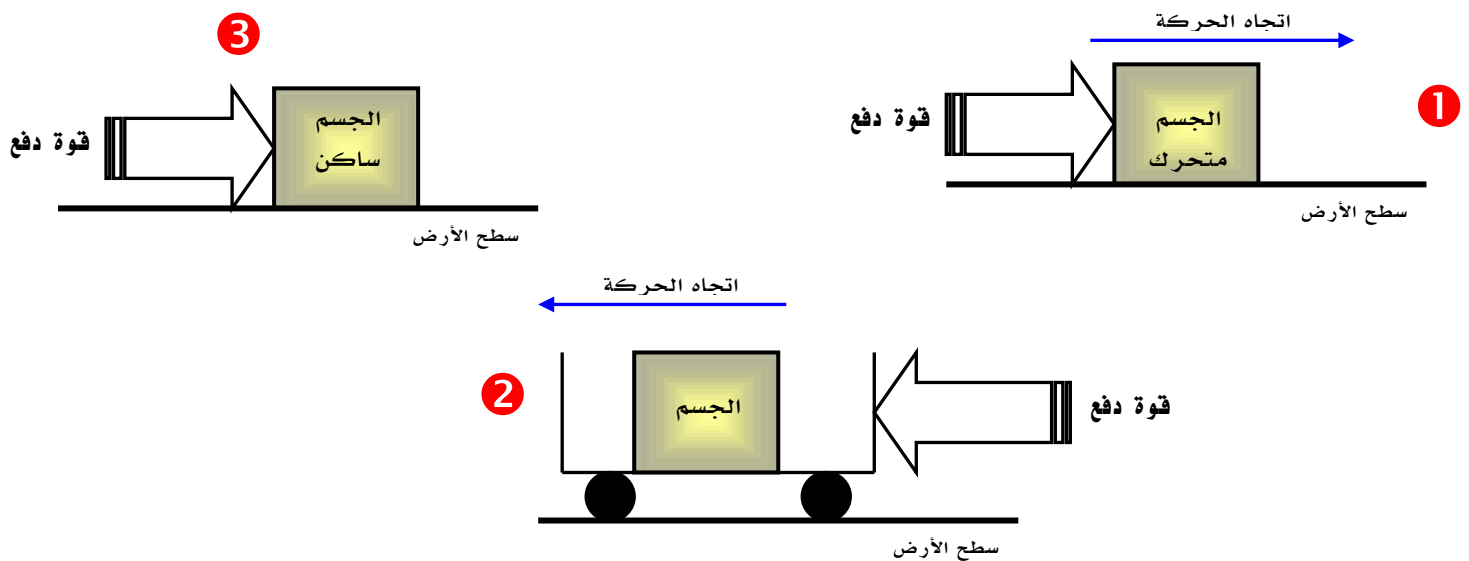 اتجاه الحركة
1
قوة دفع
الجسم
متحرك
سطح الأرض
3
قوة دفع
الجسم
ساكن
سطح الأرض
اتجاه الحركة
2
الجسم
قوة دفع
سطح الأرض